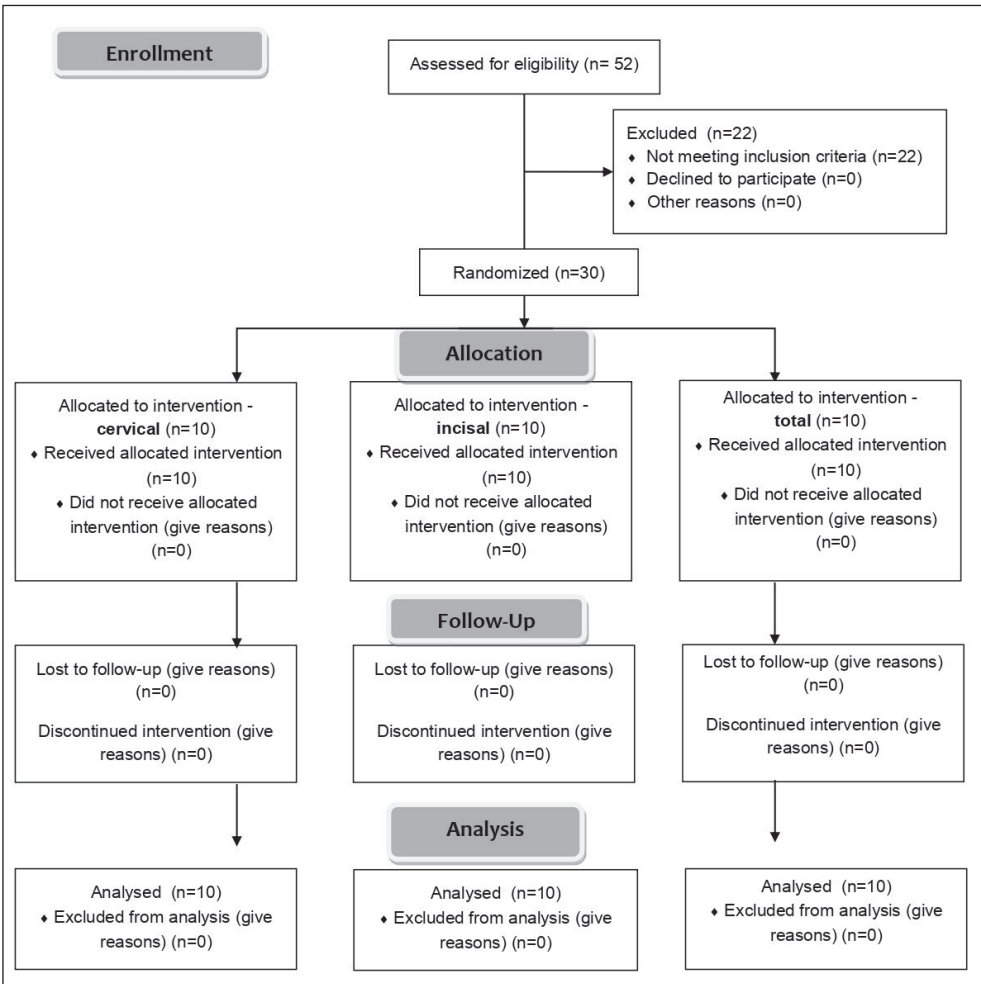 Enrollment
Assessed for eligibility (n= 52)
Excluded (n=22)
♦ Not meeting inclusion criteria (n=22)
♦ Declined to participate (n=0)
♦ Other reasons (n=0)
Randomized (n=30)
Allocation
Allocated to intervention -
cervical (n=10)
♦ Received allocated intervention
(n=10)
♦ Did not receive allocated
intervention (give reasons)
(n=0)
Allocated to intervention -
incisal (n=10)
♦ Received allocated intervention
(n=10)
♦ Did not receive allocated
intervention (give reasons)
(n=0)
Allocated to intervention -
total (n=10)
♦ Received allocated intervention
(n=10)
♦ Did not receive allocated
intervention (give reasons)
(n=0)
Follow-Up
Lost to follow-up (give reasons)
(n=0)
Discontinued intervention (give
reasons) (n=0)
Lost to follow-up (give reasons)
(n=0)
Discontinued intervention (give
reasons) (n=0)
Lost to follow-up (give reasons)
(n=0)
Discontinued intervention (give
reasons) (n=0)
Analysis
Analysed (n=10)
♦ Excluded from analysis (give
reasons) (n=0)
Analysed (n=10)
♦ Excluded from analysis (give
reasons) (n=0)
Analysed (n=10)
♦ Excluded from analysis (give
reasons) (n=0)